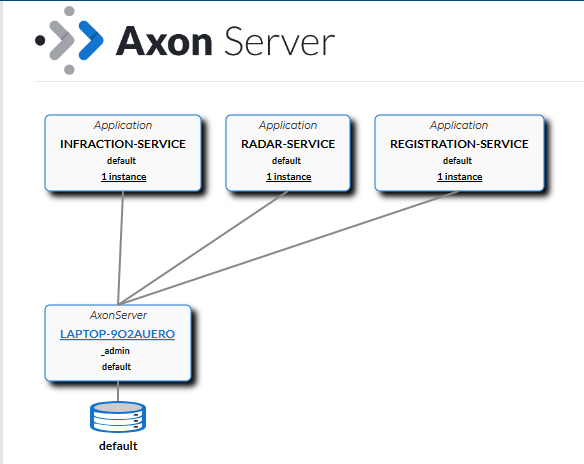 Axon Server
Application
INFRACTION-SERVICE
default
1 instance
Application
RADAR-SERVICE
default
1 instance
Application
REGISTRATION-SERVICE
default
1 instance
AxonServer
LAPTOP-9O2AUERO
_admin
default
default